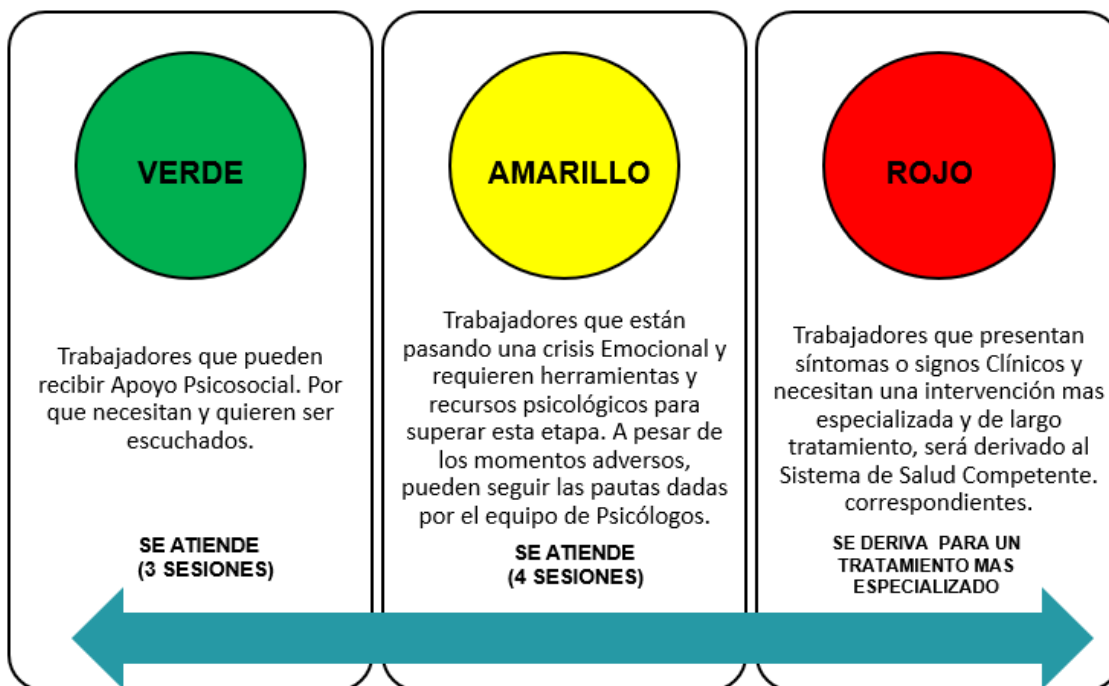 VERDE
Trabajadores que pueden
recibir Apoyo Psicosocial. Por
que necesitan y quieren ser
escuchados.
SE ATIENDE
(3 SESIONES)
AMARILLO
Trabajadores que están
pasando una crisis Emocional y
requieren herramientas y
recursos psicológicos para
superar esta etapa. A pesar de
los momentos adversos,
pueden seguir las pautas dadas
por el equipo de Psicólogos.
SE ATIENDE
(4 SESIONES)
ROJO
Trabajadores que presentan
síntomas o signos Clínicos y
necesitan una intervención mas
especializada y de largo
tratamiento, será derivado al
Sistema de Salud Competente.
correspondientes.
SE DERIVA PARA UN
TRATAMIENTO MAS
ESPECIALIZADO